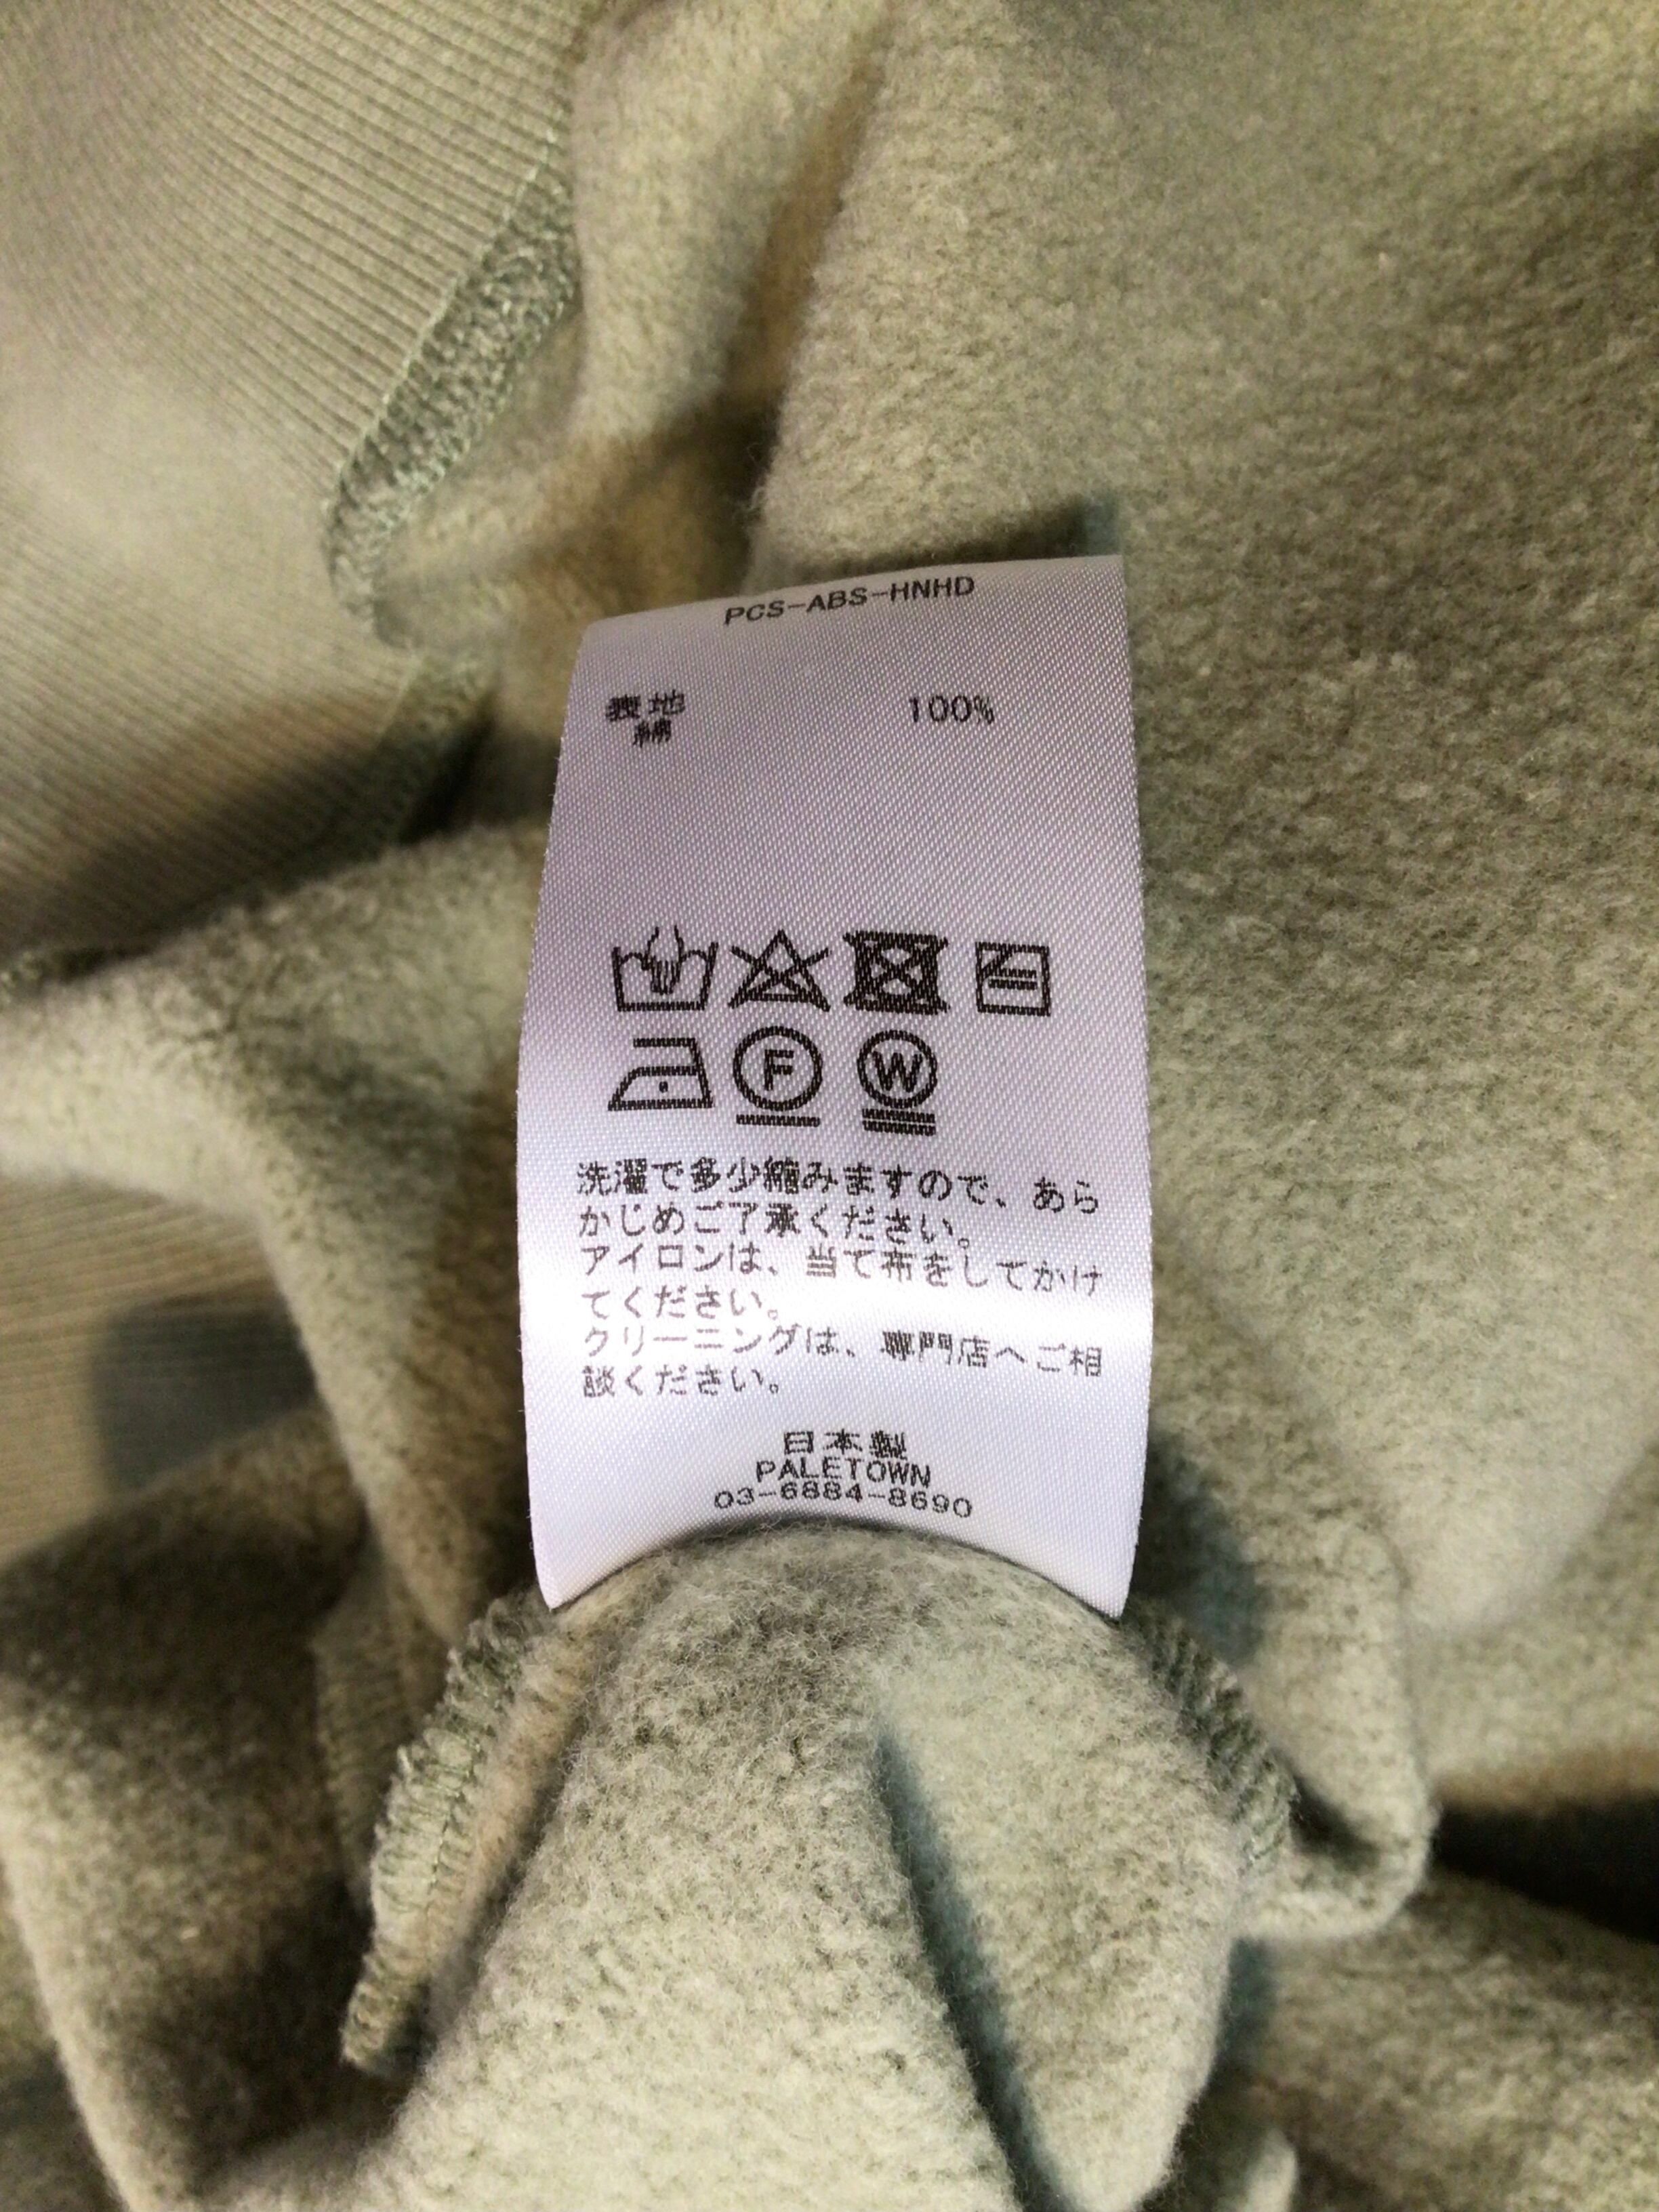 PCS-ABS-HNHD
表地 100%
綿
F W
洗濯で多少縮みますので、あら
かじめご了承ください。
アイロンは、当て布をしてかけ
てください。
クリーニングは、専門店へご相
談ください。
日本製
PALETOWN
03-6884-8690